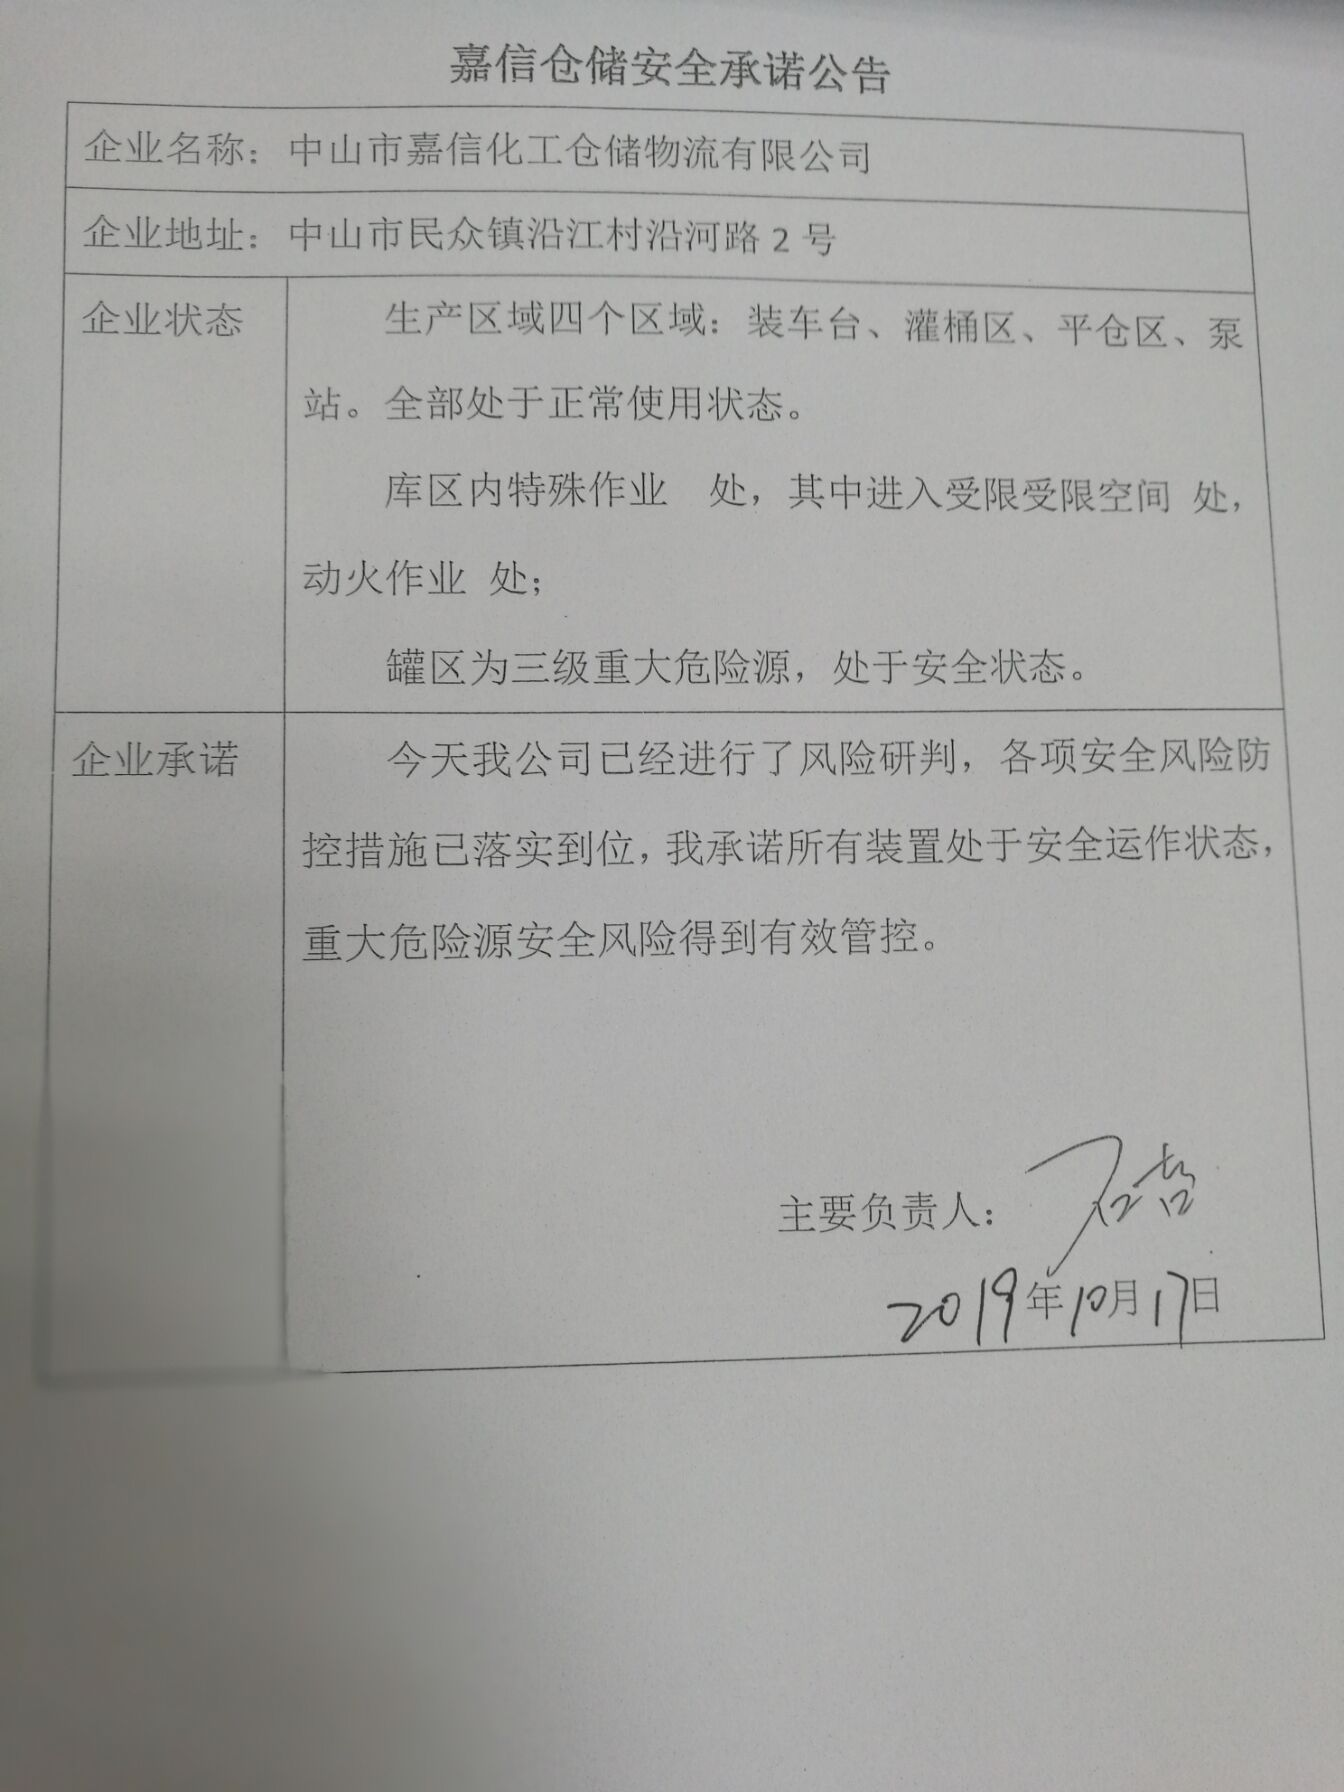 嘉信仓储安全承诺公告
企业名称：中山市嘉信化工仓储物流有限公司
企业地址：中山市民众镇沿江村沿河路 2 号
企业状态
生产区域四个区域：装车台、灌桶区、平仓区、泵
站。全部处于正常使用状态。
库区内特殊作业 处，其中进入受限受限空间 处，
动火作业 处；
罐区为三级重大危险源，处于安全状态。
企业承诺
今天我公司已经进行了风险研判，各项安全风险防
控措施已落实到位，我承诺所有装置处于安全运作状态，
重大危险源安全风险得到有效管控。
主要负责人：
2019年10月17日